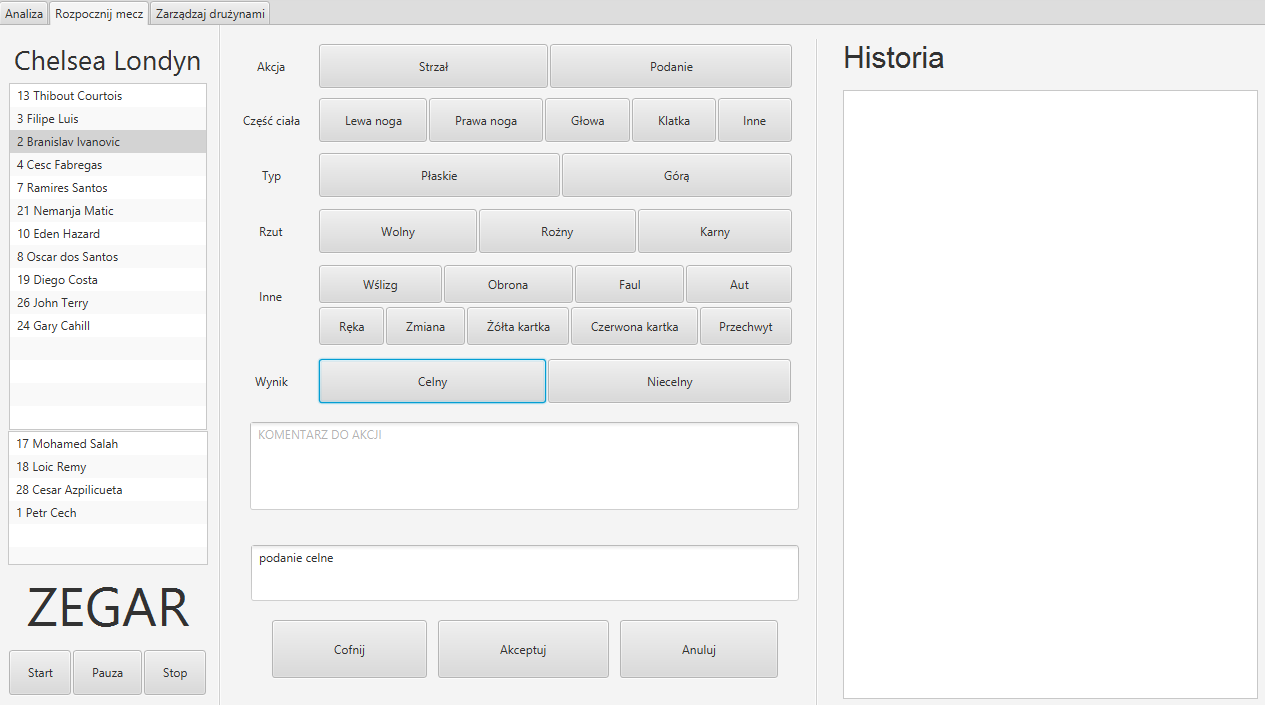 Analiza Rozpocznij mecz Zarządzaj drużynami
Chelsea Londyn
13 Thibout Courtois
3 Filipe Luis
2 Branislav Ivanovic
4 Cesc Fabregas
7 Ramires Santos
21 Nemanja Matic
10 Eden Hazard
8 Oscar dos Santos
19 Diego Costa
26 John Terry
24 Gary Cahill
17 Mohamed Salah
18 Loic Remy
28 Cesar Azpilicueta
1 Petr Cech
ZEGAR
Start Pauza Stop
Akcja Strzał Podanie
Część ciała Lewa noga Prawa noga Głowa Klatka Inne
Typ Płaskie Górą
Rzut Wolny Rożny Karny
Inne Wślizg Obrona Faul Aut
Ręka Zmiana Żółta kartka Czerwona kartka Przechwyt
Wynik Celny Niecelny
KOMENTARZ DO AKCJI
podanie celne
Cofnij Akceptuj Anuluj
Historia